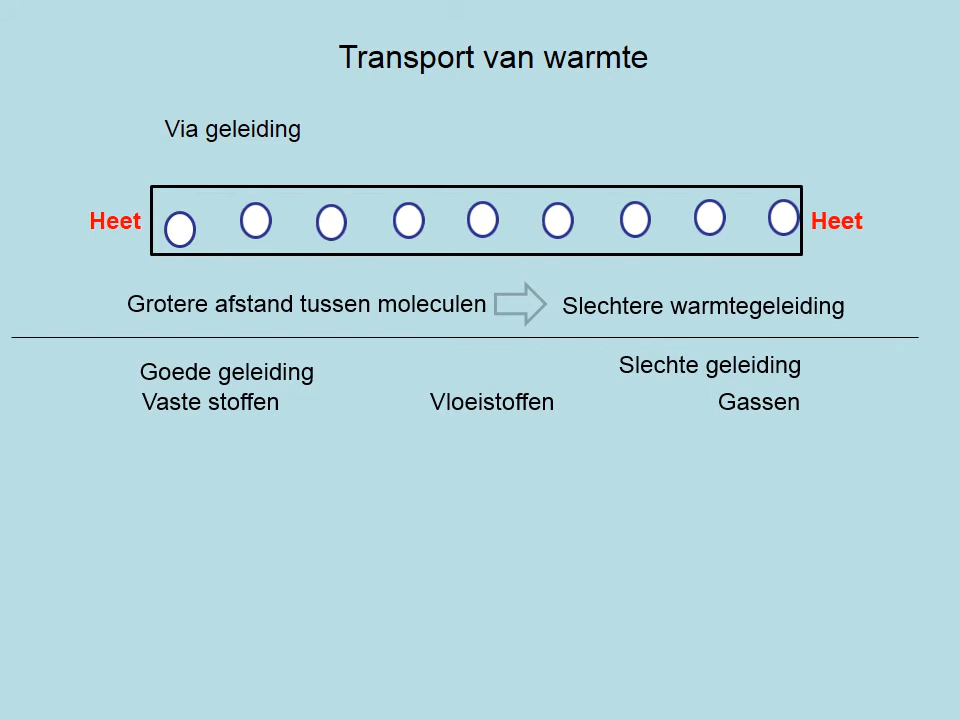 Transport van warmte
Via geleiding
Heet
Heet
Grotere afstand tussen moleculen
Slechtere warmtegeleiding
Goede geleiding
Slechte geleiding
Vaste stoffen
Vloeistoffen
Gassen